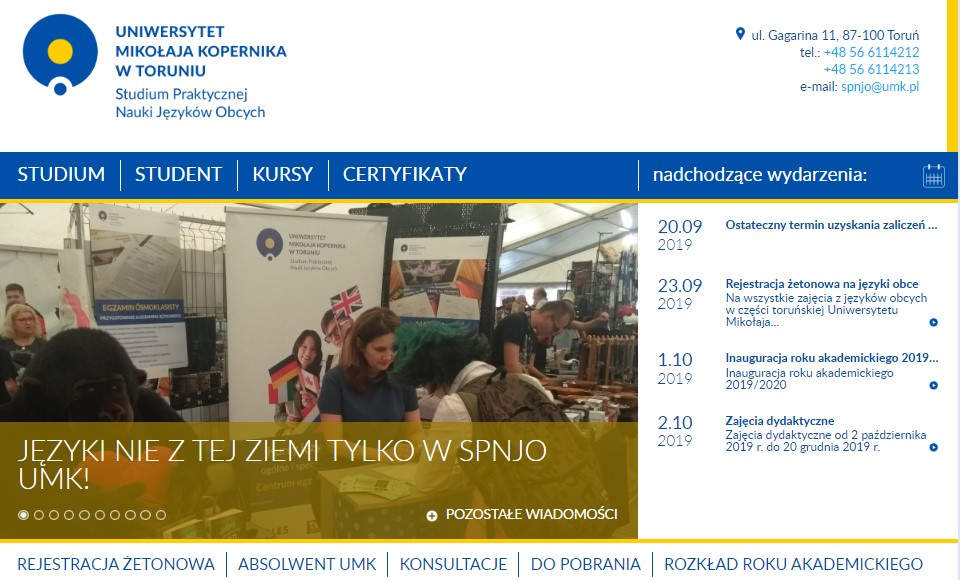 UNIWERSYTET
MIKOŁAJA KOPERNIKA
W TORUNIU
Studium Praktycznej
Nauki Języków Obcych
ul. Gagarina 11, 87-100 Toruń
tel.: +48 56 6114212
+48 56 6114213
e-mail: spnjo@umk.pl
STUDIUM
STUDENT
KURSY
CERTYFIKATY
nadchodzące wydarzenia:
UNIWERSYTET
MIKOŁAJA KOPERNIKA
W TORUNIU
Studium Praktycznej
Nauki Języków Obcych
EGZAMIN ÓSMOKLASISTY
JĘZYKI NIE Z TEJ ZIEMI TYLKO W SPNJO
UMK!
POZOSTAŁE WIADOMOŚCI
20.09
2019
Ostateczny termin uzyskania zaliczeń ...
23.09
2019
Rejestracja żetonowa na języki obce
Na wszystkie zajęcia z języków obcych
w części toruńskiej Uniwersytetu
Mikołaja...
1.10
2019
Inauguracja roku akademickiego 2019...
Inauguracja roku akademickiego
2019/2020
2.10
2019
Zajęcia dydaktyczne
Zajęcia dydaktyczne od 2 października
2019 r. do 20 grudnia 2019 r.
REJESTRACJA ŻETONOWA
ABSOLWENT UMK
KONSULTACJE
DO POBRANIA
ROZKŁAD ROKU AKADEMICKIEGO